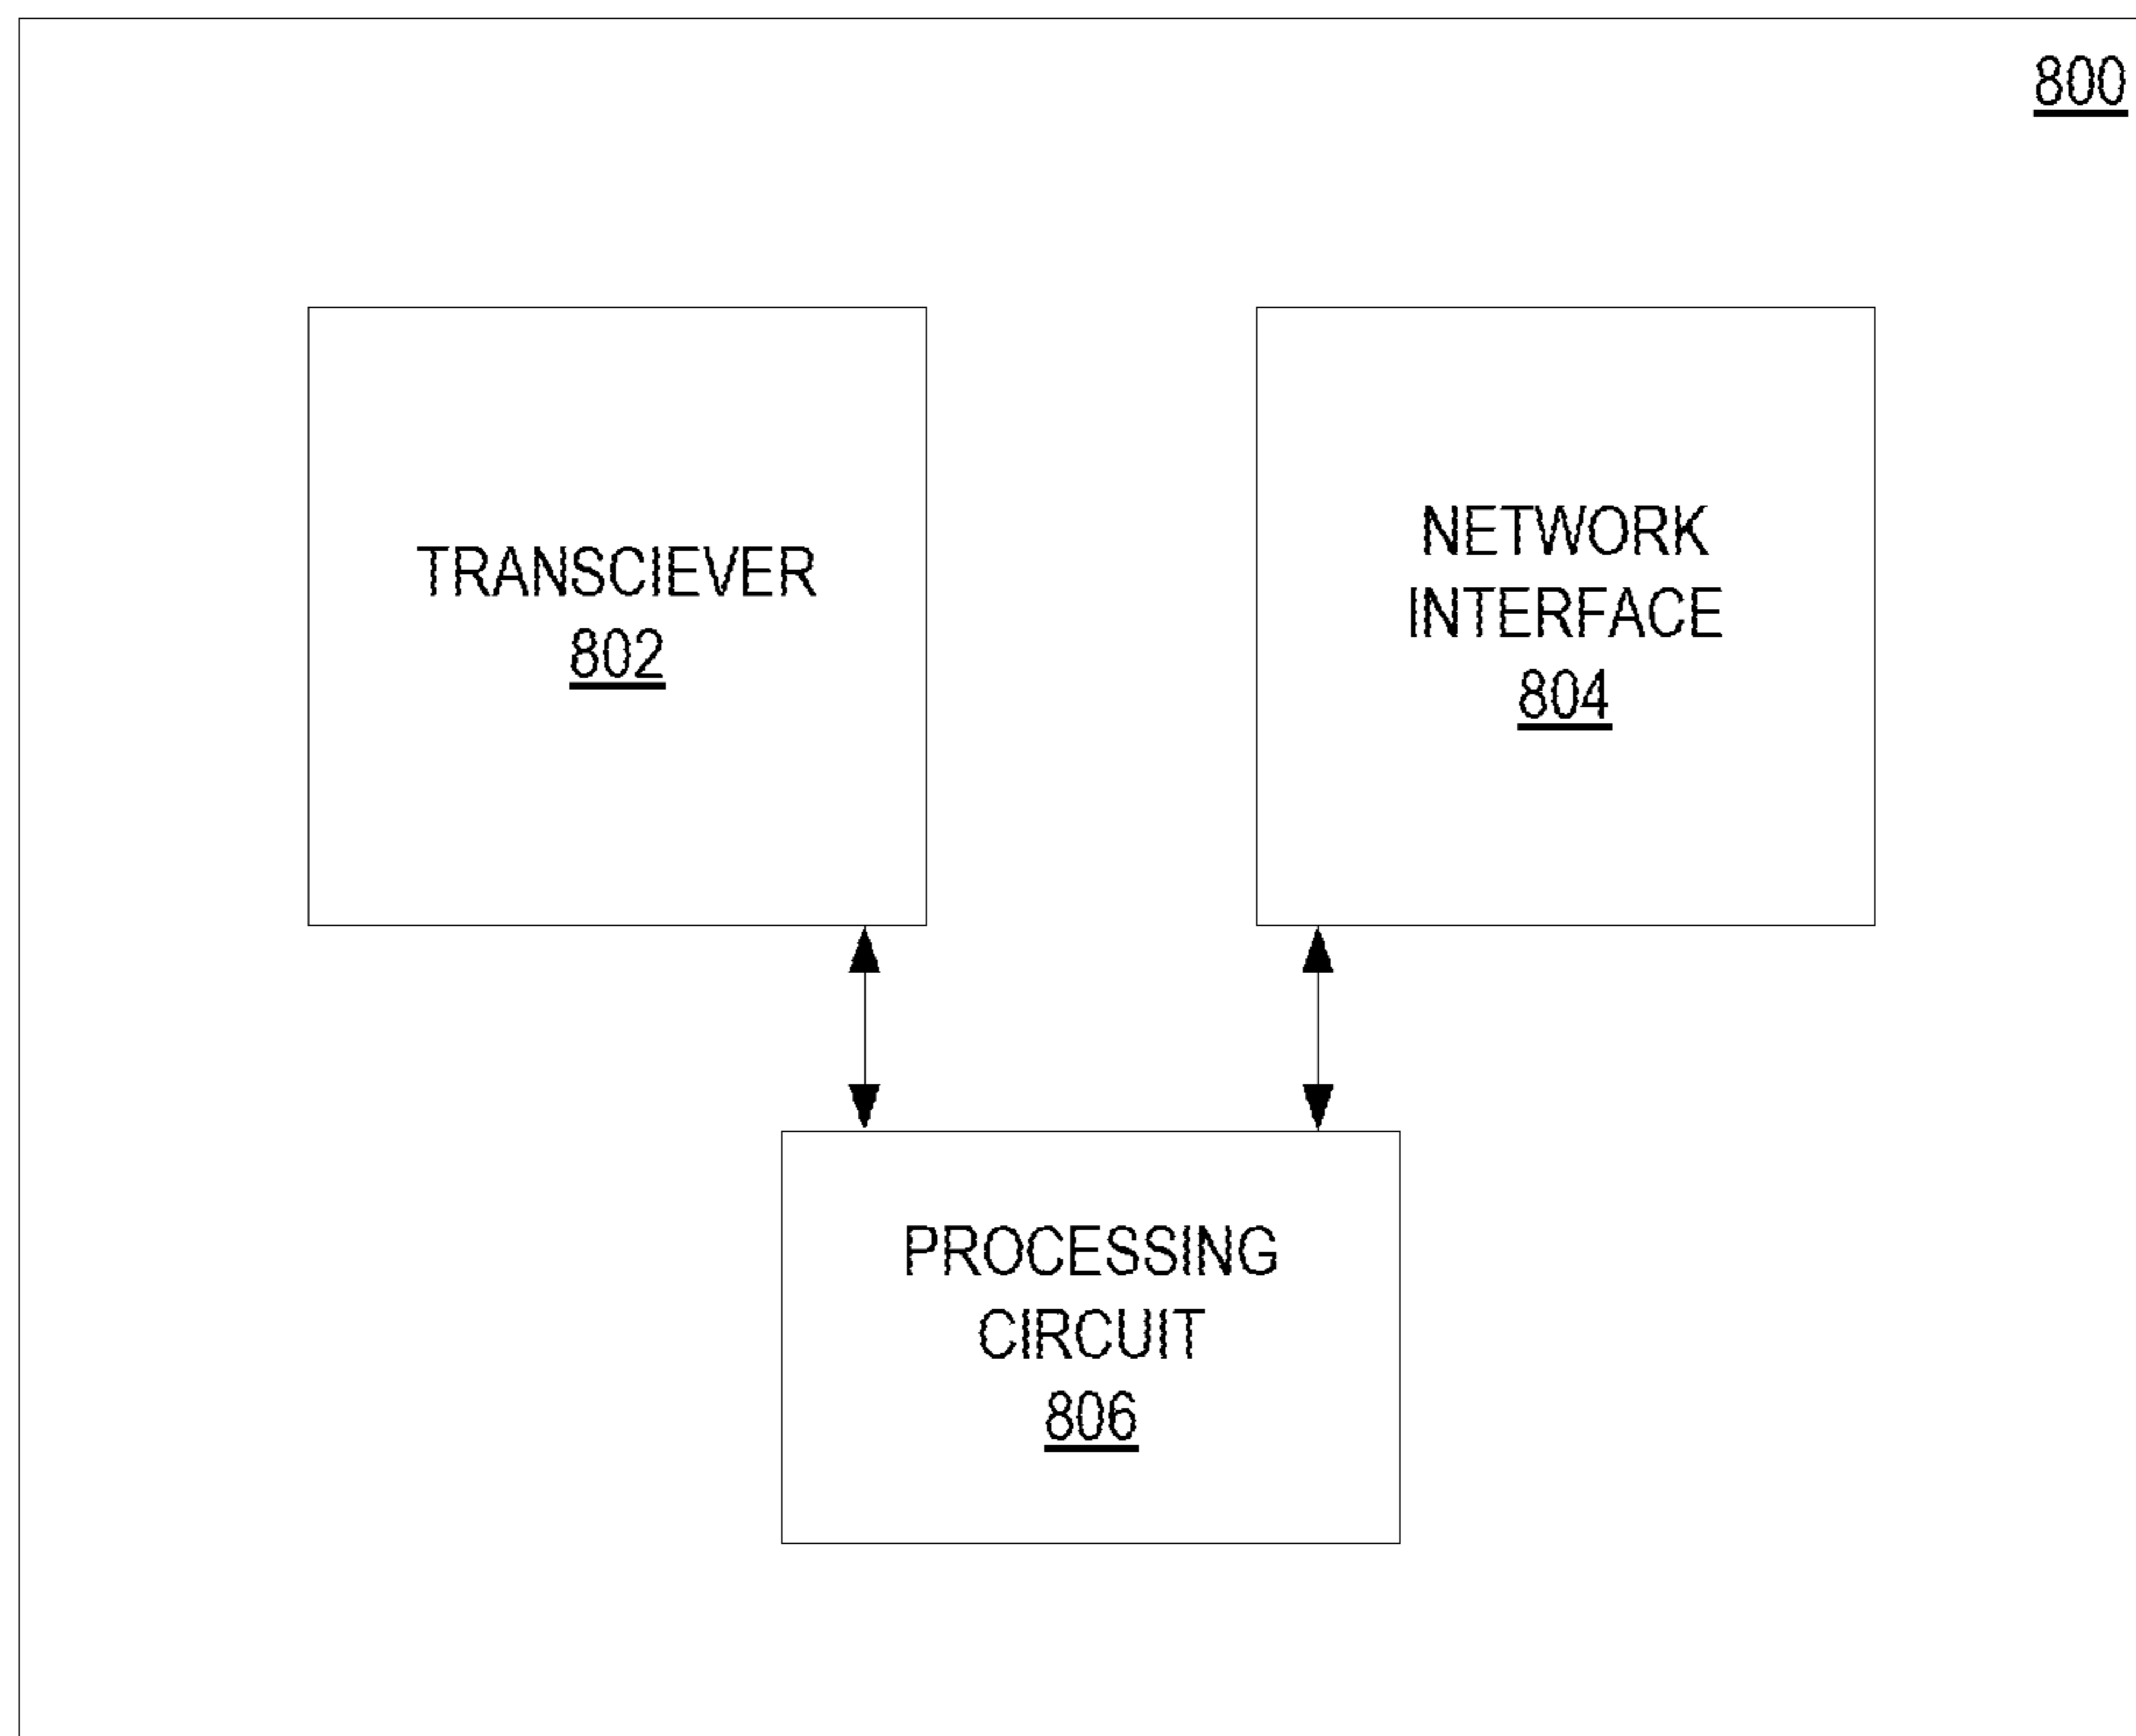 800
TRANSCIEVER
802
NETWORK
INTERFACE
804
PROCESSING
CIRCUIT
806